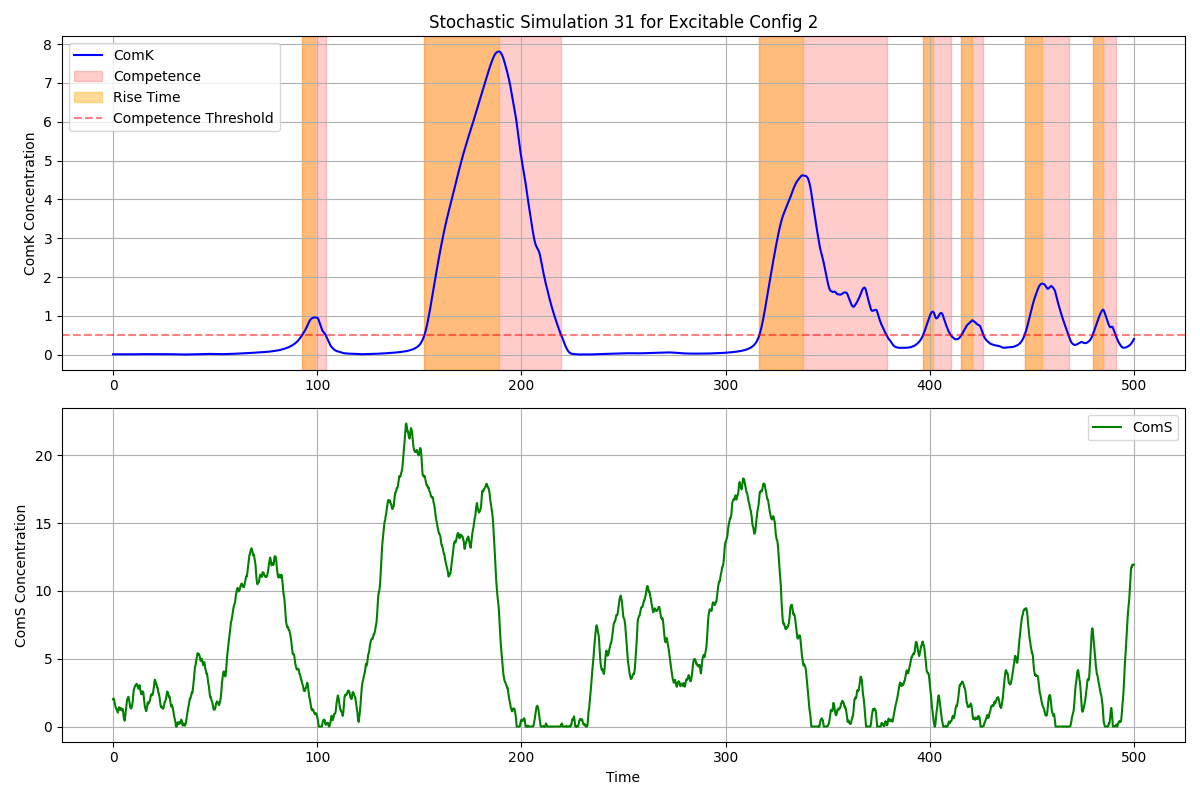 Stochastic Simulation 31 for Excitable Config 2
ComK Concentration
8
7
6
5
4
3
2
1
0
ComK
Competence
Rise Time
Competence Threshold
0 100 200 300 400 500
ComS Concentration
20
15
10
5
0
ComS
0 100 200 300 400 500
Time